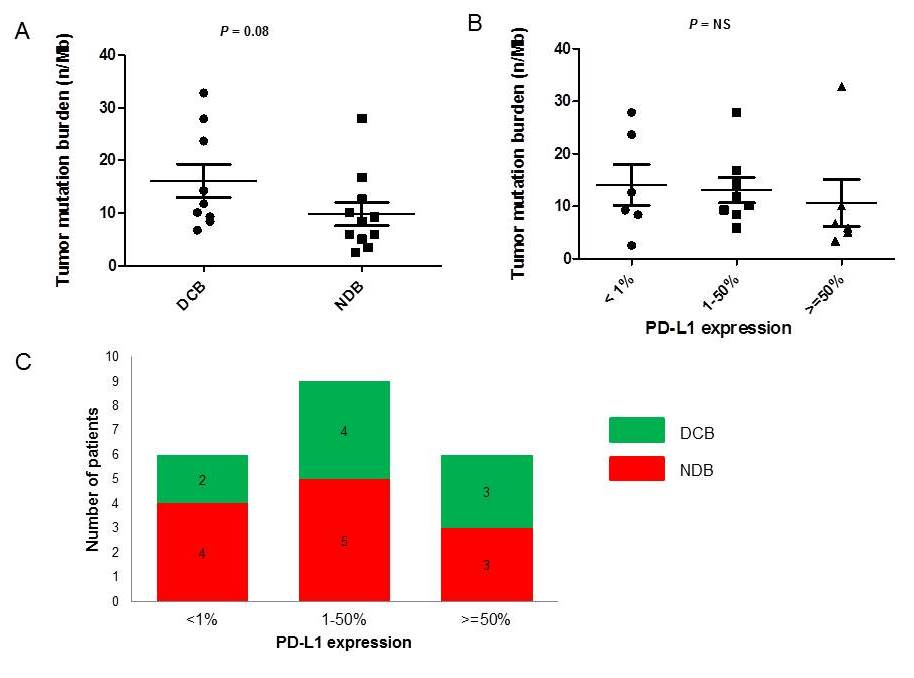 A
P = 0.08
Tumor mutation burden (n/Mb)
40
30
20
10
0
DCB
NDB
B
P = NS
Tumor mutation burden (n/Mb)
40
30
20
10
0
< 1%
1-50%
>=50%
PD-L1 expression
C
Number of patients
10
9
8
7
6
5
4
3
2
1
0
2
4
4
5
3
3
<1%
1-50%
>=50%
PD-L1 expression
DCB
NDB